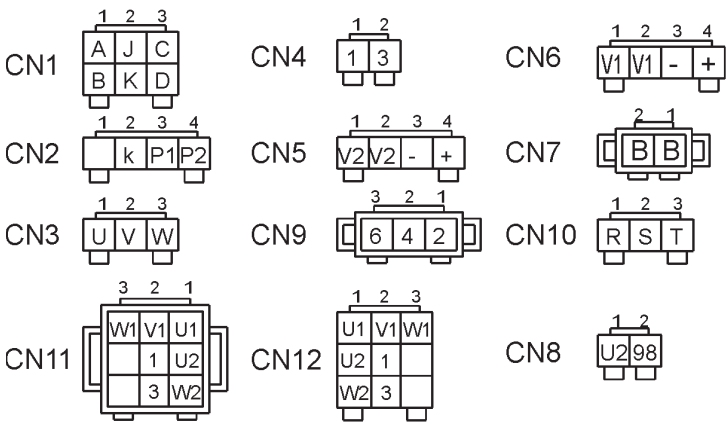 CN1
1 2 3
A J C
B K D
CN4
1 2
1 3
CN6
1 2 3 4
V1 V1 - +
CN2
1 2 3 4
k P1 P2
CN5
1 2 3 4
V2 V2 - +
CN7
2 1
B B
CN3
1 2 3
U V W
CN9
3 2 1
6 4 2
CN10
1 2 3
R S T
CN11
3 2 1
W1 V1 U1
1 U2
3 W2
CN12
1 2 3
U1 V1 W1
U2 1
W2 3
CN8
1 2
U2 98